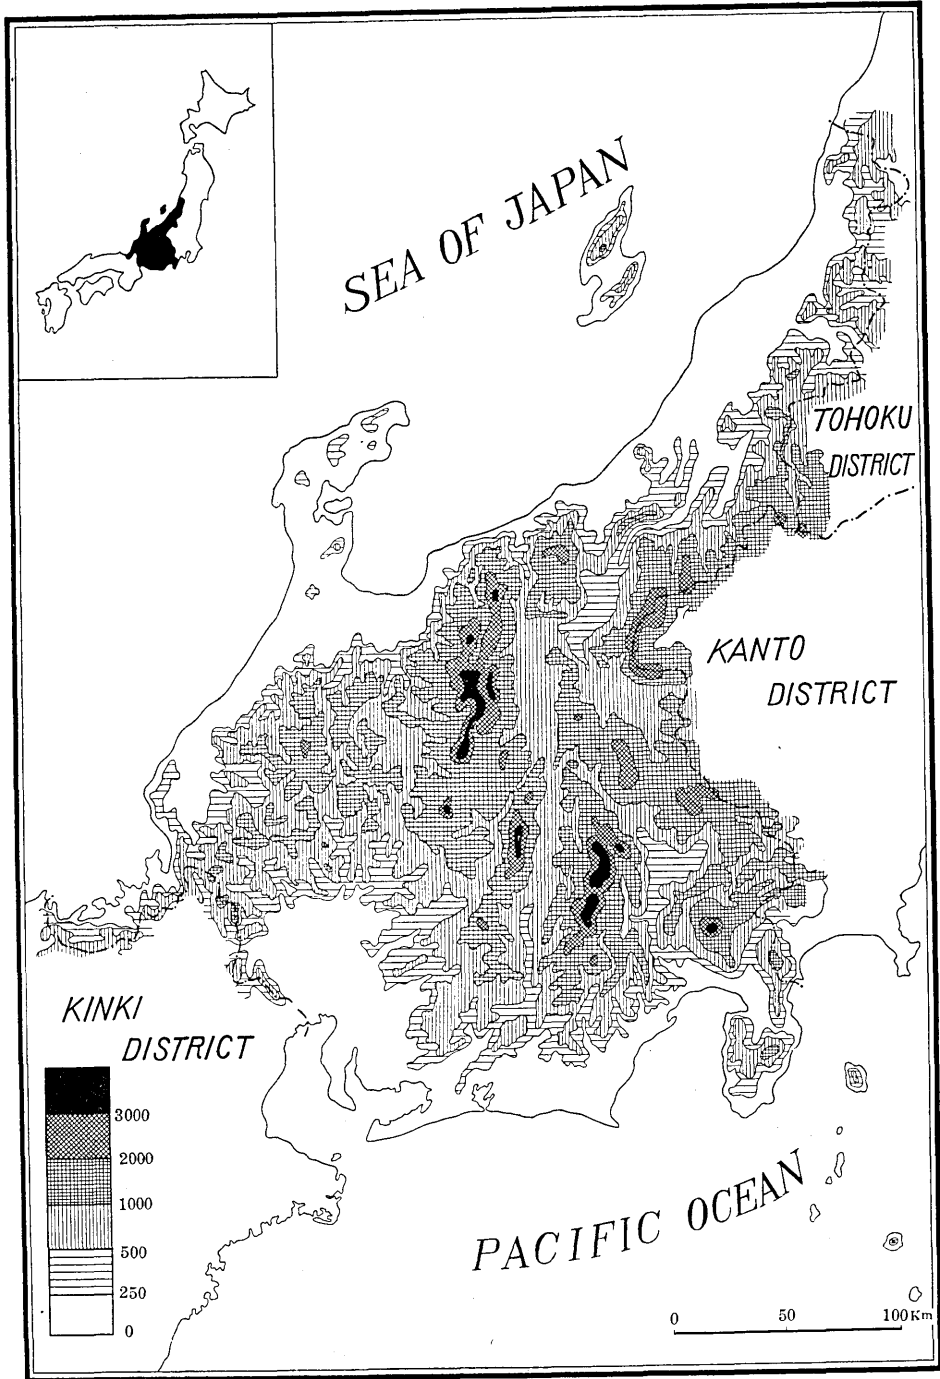 SEA OF JAPAN
TOHOKU
DISTRICT
KANTO
DISTRICT
KINKI
DISTRICT
3000
2000
1000
500
250
0
PACIFIC OCEAN
0 50 100Km